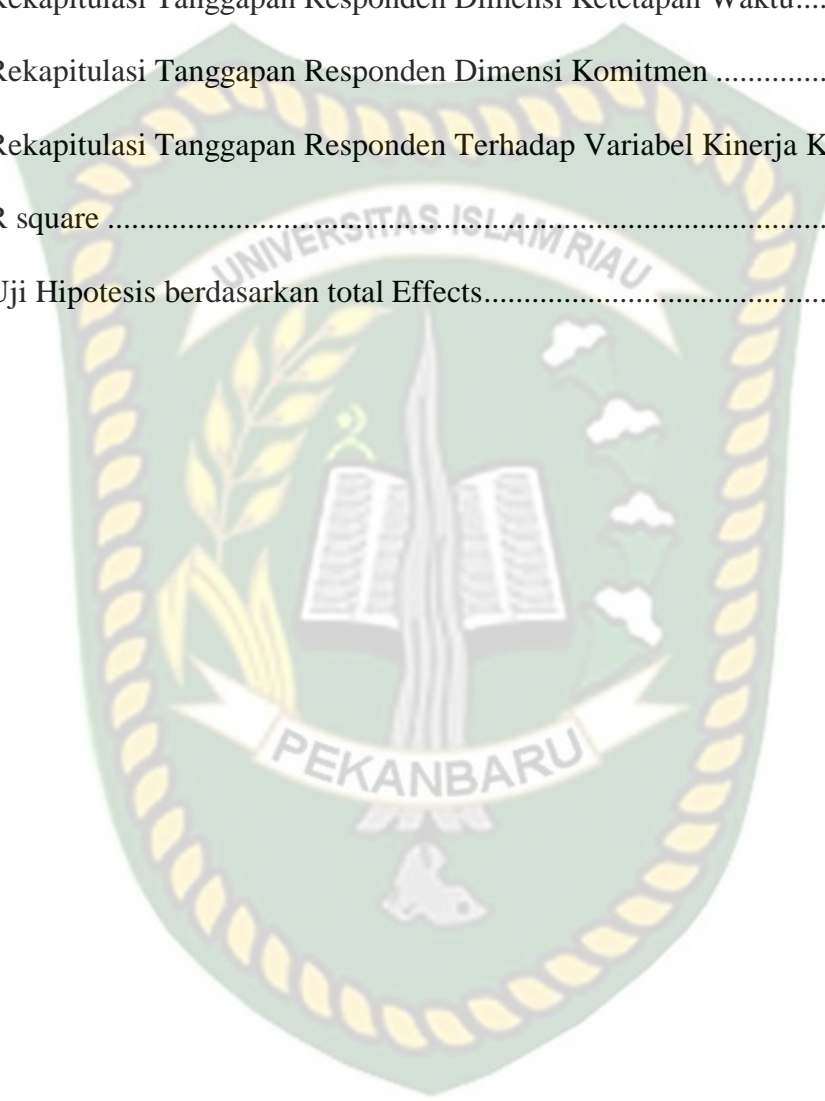 Rekapitulasi Tanggapan Responden Dimensi Ketetapan Waktu....
Rekapitulasi Tanggapan Responden Dimensi Komitmen ..............
Rekapitulasi Tanggapan Responden Terhadap Variabel Kinerja K
R square ..........................................................................................
UNIVERSITAS ISLAM RIAU
Uji Hipotesis berdasarkan total Effects...........................................
PEKANBARU